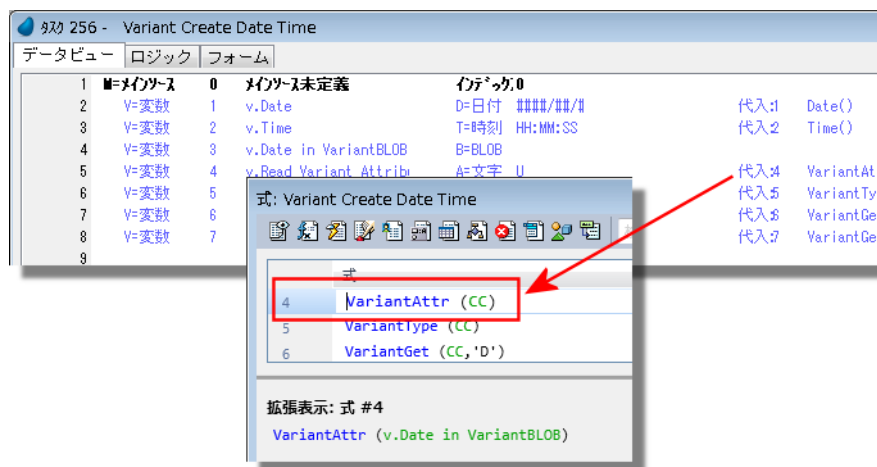 ﾀｽｸ 256 - Variant Create Date Time
データビュー ロジック フォーム
1 M=ﾒｲﾝｿｰｽ 0 ﾒｲﾝｿｰｽ未定義 ｲﾝﾃﾞｯｸ:0
2 V=変数 1 v.Date D=日付 ####/##/# 代入:1 Date()
3 V=変数 2 v.Time T=時刻 HH:MM:SS 代入:2 Time()
4 V=変数 3 v.Date in VariantBLOB B=BLOB
5 V=変数 4 v.Read Variant Attribu A=文字 U 代入:4 VariantAt
6 V=変数 5 代入:5 VariantTy
7 V=変数 6 代入:6 VariantGe
8 V=変数 7 代入:7 VariantGe
9
式: Variant Create Date Time
式
4 VariantAttr (CC)
5 VariantType (CC)
6 VariantGet (CC,'D')
拡張表示: 式 #4
VariantAttr (v.Date in VariantBLOB)